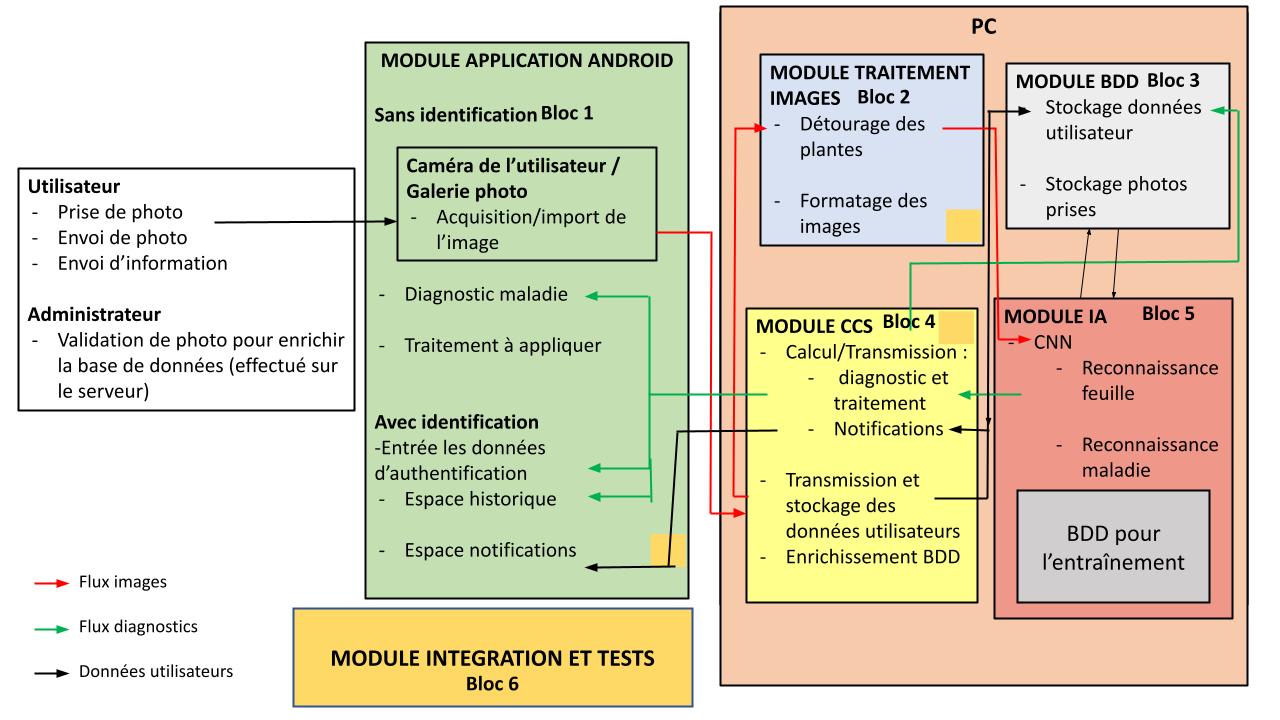 PC
MODULE APPLICATION ANDROID
Sans identification Bloc 1
Caméra de l'utilisateur /
Galerie photo
- Acquisition/import de
l'image
- Diagnostic maladie
- Traitement à appliquer
Avec identification
-Entrée les données
d'authentification
- Espace historique
- Espace notifications
Utilisateur
- Prise de photo
- Envoi de photo
- Envoi d'information
Administrateur
- Validation de photo pour enrichir
la base de données (effectué sur
le serveur)
MODULE TRAITEMENT
IMAGES Bloc 2
- Détourage des
plantes
- Formatage des
images
MODULE BDD Bloc 3
Stockage données
utilisateur
- Stockage photos
prises
MODULE CCS Bloc 4
- Calcul/Transmission :
- diagnostic et
traitement
- Notifications
- Transmission et
stockage des
données utilisateurs
- Enrichissement BDD
MODULE IA Bloc 5
- CNN
- Reconnaissance
feuille
- Reconnaissance
maladie
BDD pour
l'entraînement
Flux images
Flux diagnostics
Données utilisateurs
MODULE INTEGRATION ET TESTS
Bloc 6